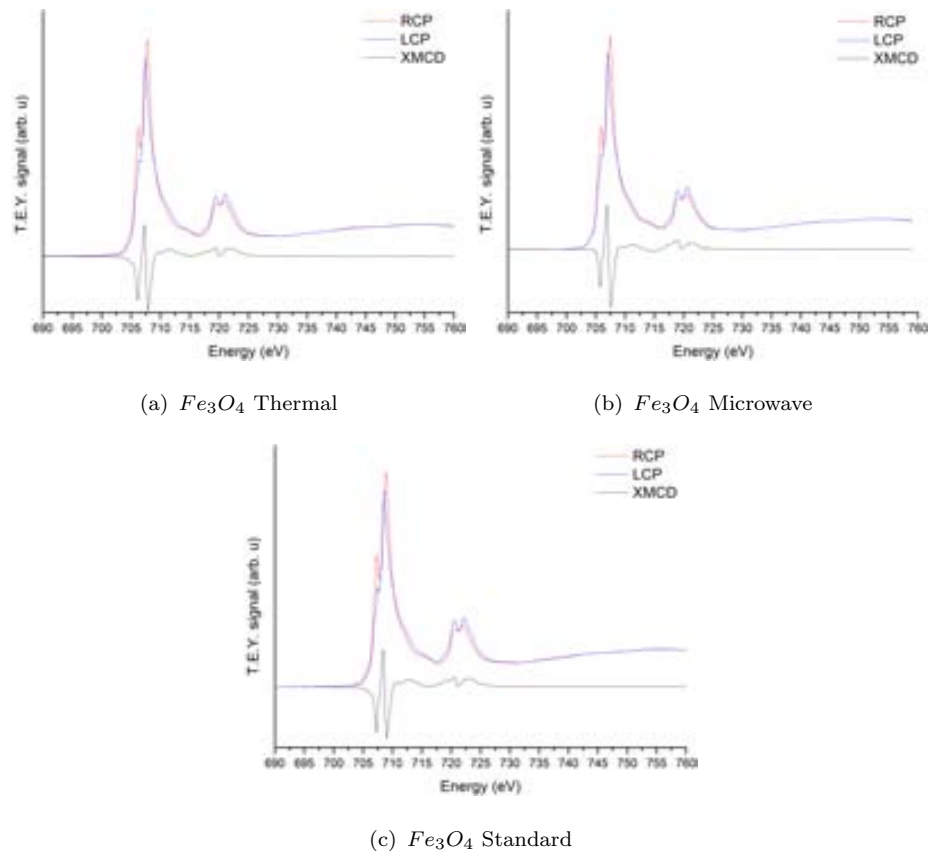 RCP
LCP
XMCD
T.E.Y. signal (arb. u)
690 695 700 705 710 715 720 725 730 735 740 745 750 755 760
Energy (eV)
(a) Fe3O4 Thermal
RCP
LCP
XMCD
T.E.Y. signal (arb. u)
690 695 700 705 710 715 720 725 730 735 740 745 750 755 760
Energy (eV)
(b) Fe3O4 Microwave
RCP
LCP
XMCD
T.E.Y. signal (arb. u)
690 695 700 705 710 715 720 725 730 735 740 745 750 755 760
Energy (eV)
(c) Fe3O4 Standard